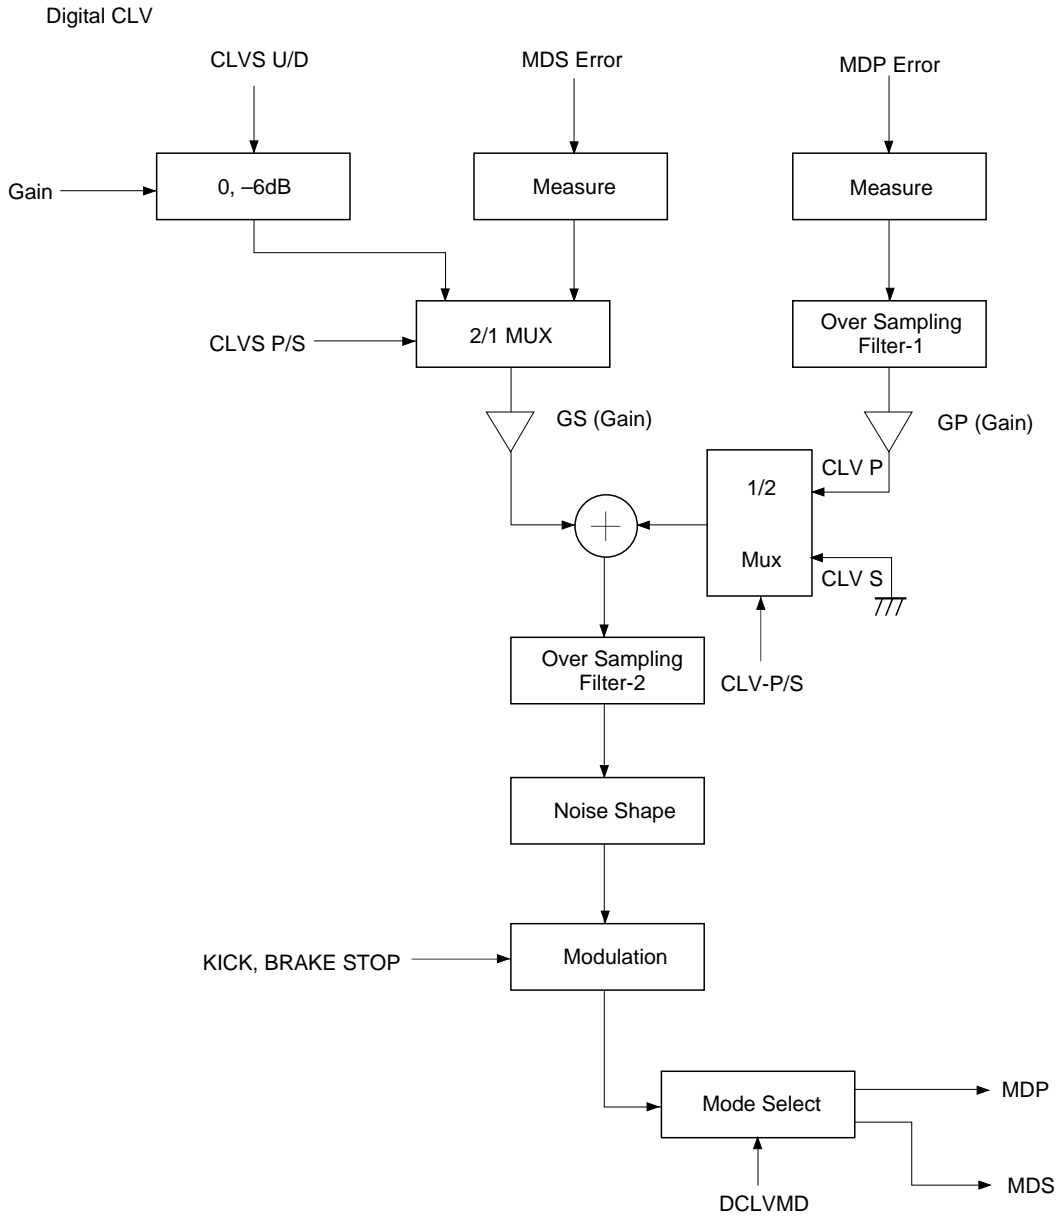 Digital CLV
CLVS U/D
MDS Error
MDP Error
Gain
0, –6dB
Measure
Measure
CLVS P/S
2/1 MUX
Over Sampling
Filter-1
GS (Gain)
GP (Gain)
CLV P
1/2
Mux
CLV S
Over Sampling
Filter-2
CLV-P/S
Noise Shape
KICK, BRAKE STOP
Modulation
Mode Select
MDP
MDS
DCLVMD